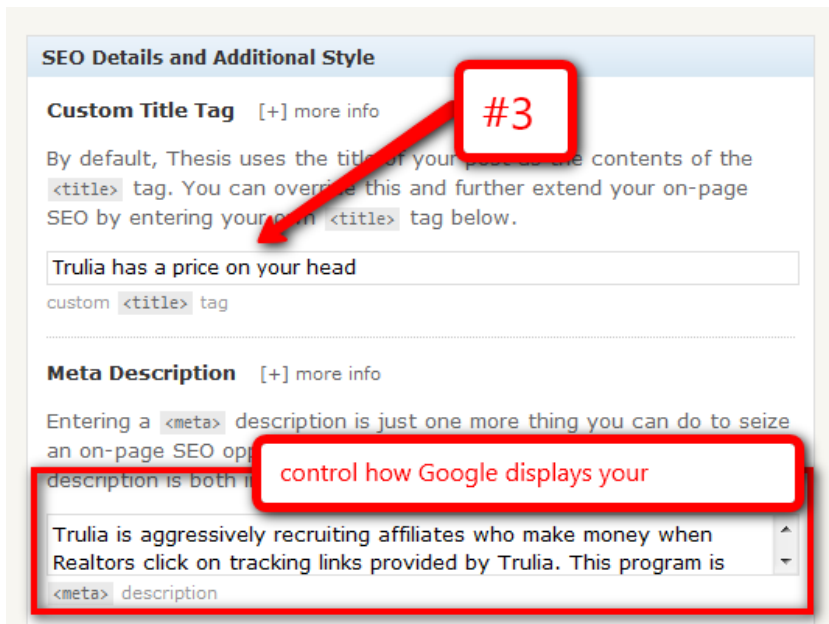 SEO Details and Additional Style
#3
Custom Title Tag [+] more info
By default, Thesis uses the title of your post as the contents of the
<title> tag. You can override this and further extend your on-page
SEO by entering your own <title> tag below.
Trulia has a price on your head
custom <title> tag
Meta Description [+] more info
Entering a <meta> description is just one more thing you can do to seize
an on-page SEO
control how Google displays your
description is both
Trulia is aggressively recruiting affiliates who make money when
Realtors click on tracking links provided by Trulia. This program is
<meta> description